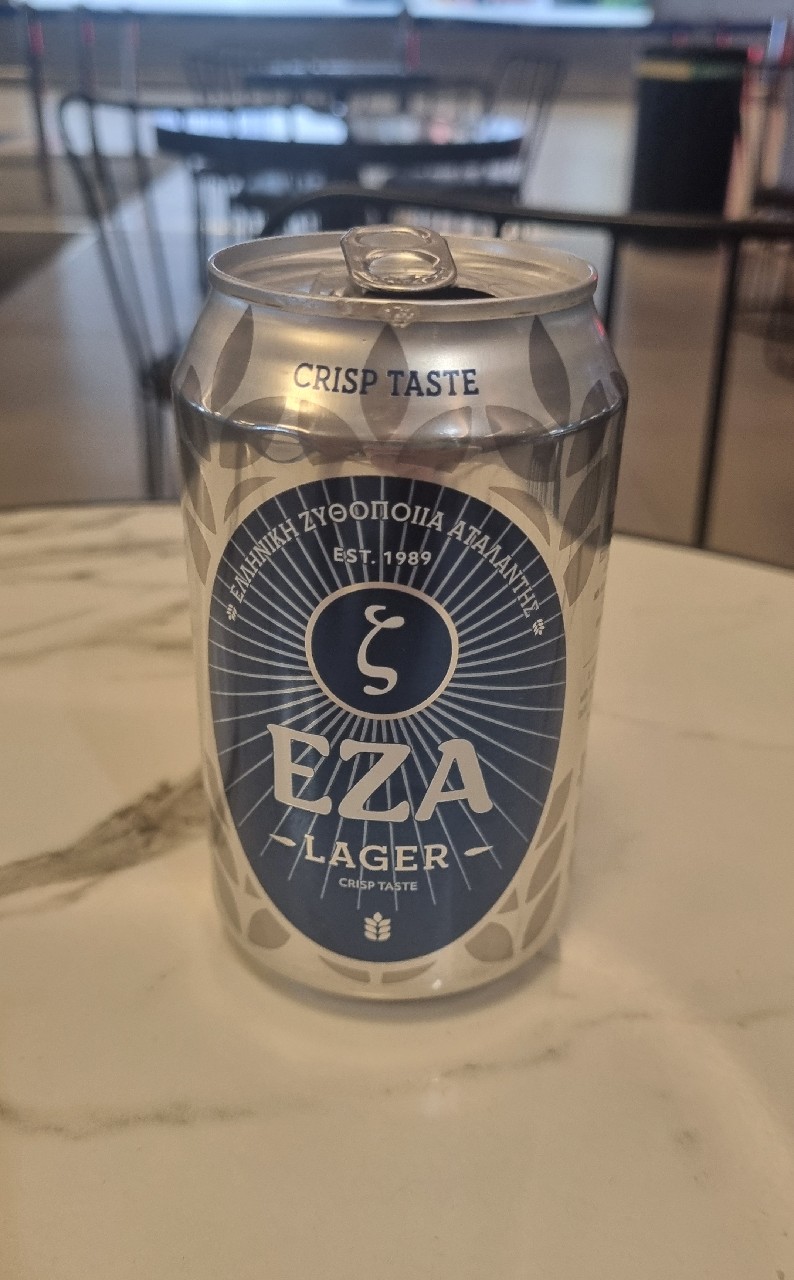 CRISP TASTE
ΕΛΛΗΝΙΚΗ ΖΥΘΟΠΟΙΙΑ ΑΤΑΛΑΝΤΗΣ
EST. 1989
ζ
EZA
LAGER
CRISP TASTE